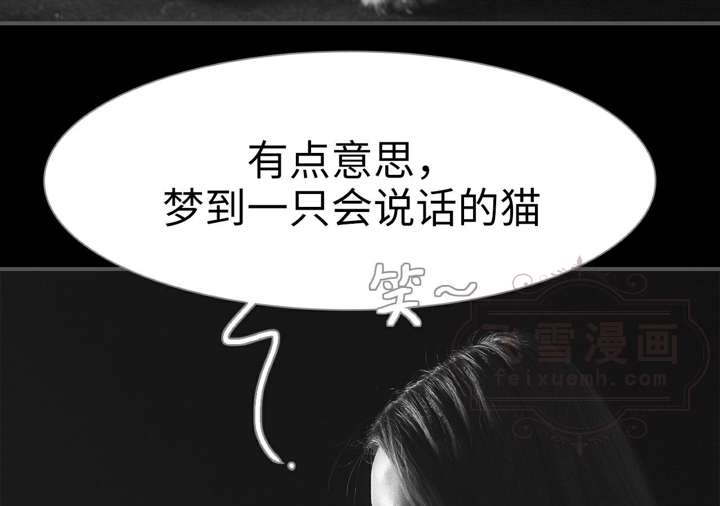 有点意思，
梦到一只会说话的猫
笑～
飞雪漫画
feixuemh.com